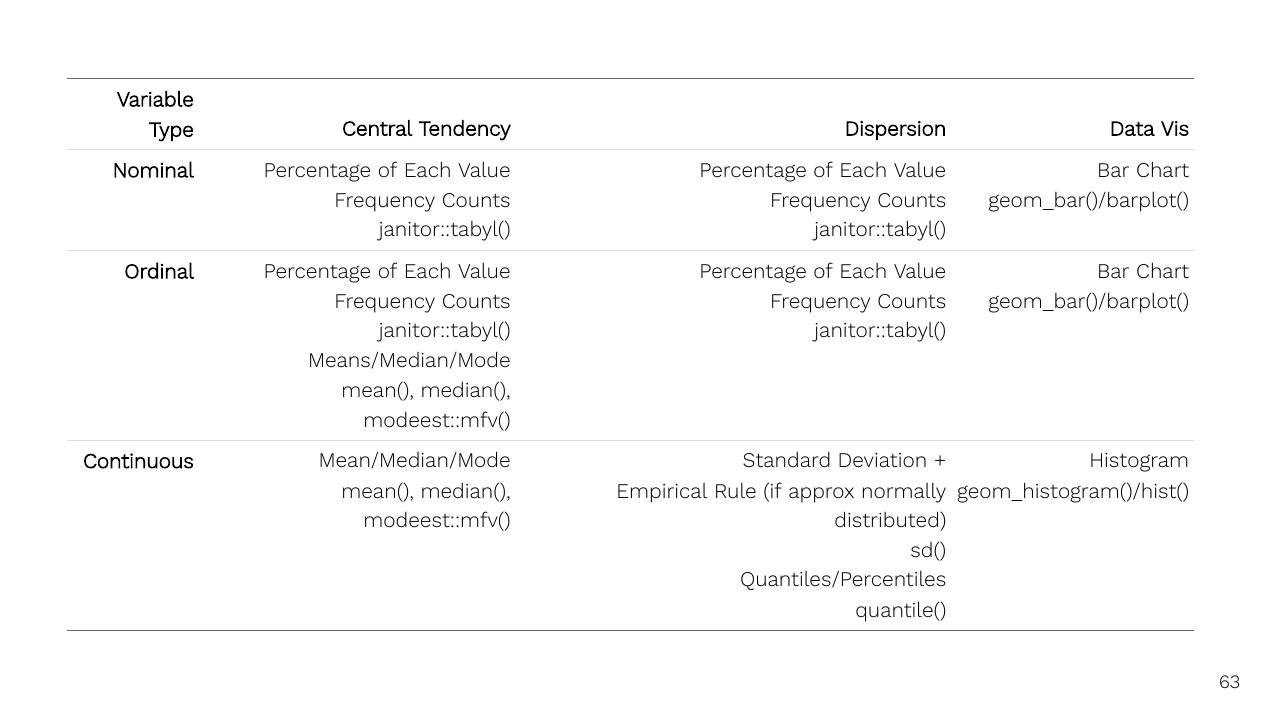 Variable
Type
Central Tendency
Dispersion
Data Vis
Nominal
Percentage of Each Value
Frequency Counts
janitor::tabyl()
Percentage of Each Value
Frequency Counts
janitor::tabyl()
Bar Chart
geom_bar()/barplot()
Ordinal
Percentage of Each Value
Frequency Counts
janitor::tabyl()
Means/Median/Mode
mean(), median(),
modeest::mfv()
Percentage of Each Value
Frequency Counts
janitor::tabyl()
Bar Chart
geom_bar()/barplot()
Continuous
Mean/Median/Mode
mean(), median(),
modeest::mfv()
Standard Deviation +
Empirical Rule (if approx normally
distributed)
sd()
Quantiles/Percentiles
quantile()
Histogram
geom_histogram()/hist()
63